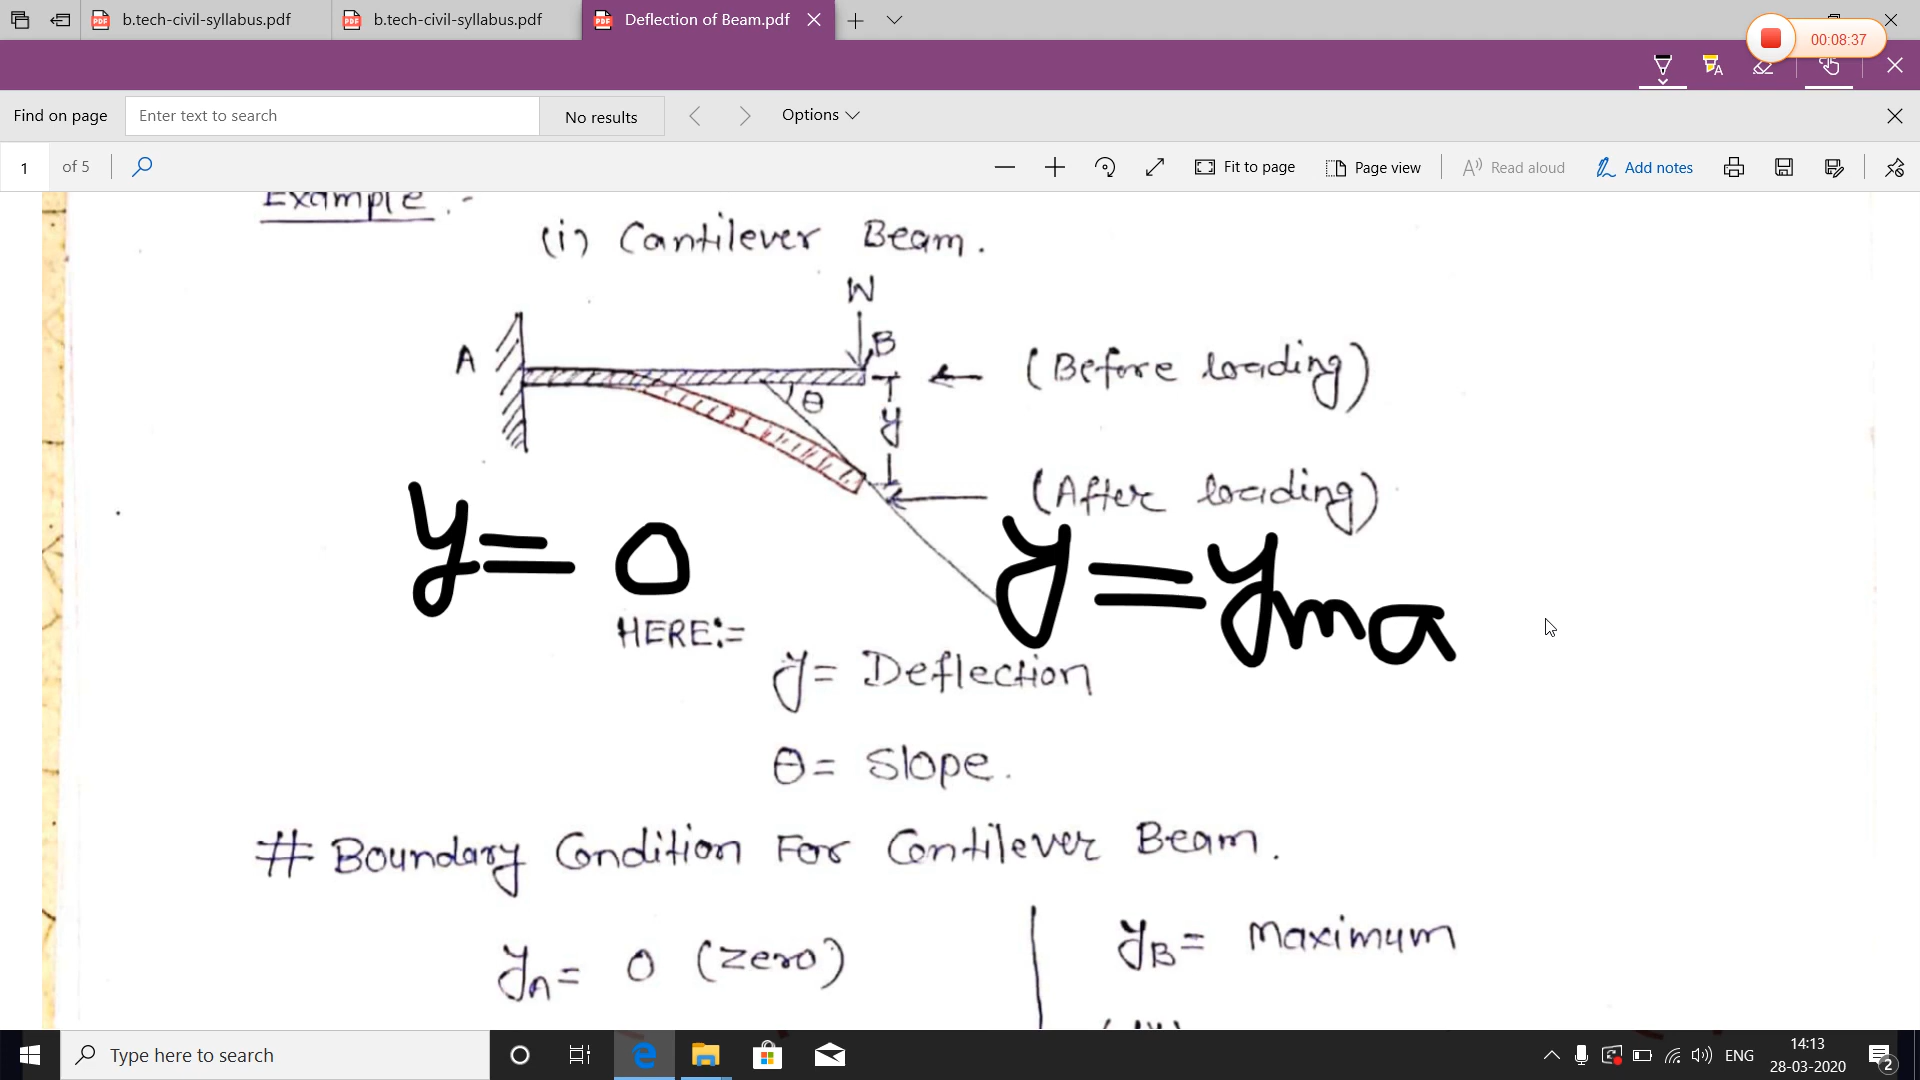 b.tech-civil-syllabus.pdf b.tech-civil-syllabus.pdf Deflection of Beam.pdf
00:08:37
Find on page Enter text to search No results Options
1 of 5 Fit to page Page view Read aloud Add notes
Example :-
(i) Cantilever Beam.
W
A B (Before loading)
θ
y
(After loading)
y= 0 y=yma
HERE:=
y= Deflection
θ= Slope.
# Boundary Condition For Cantilever Beam.
yA= 0 (zero) yB= Maximum
Type here to search ENG 14:13
28-03-2020 2